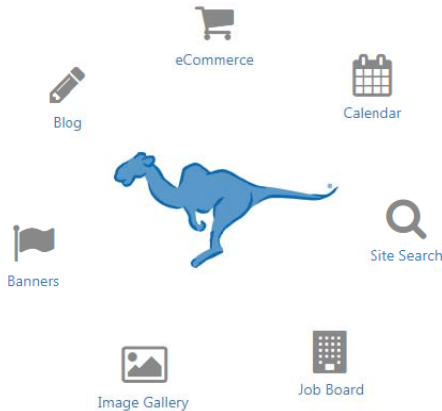 eCommerce
Calendar
Blog
Site Search
Banners
Job Board
Image Gallery